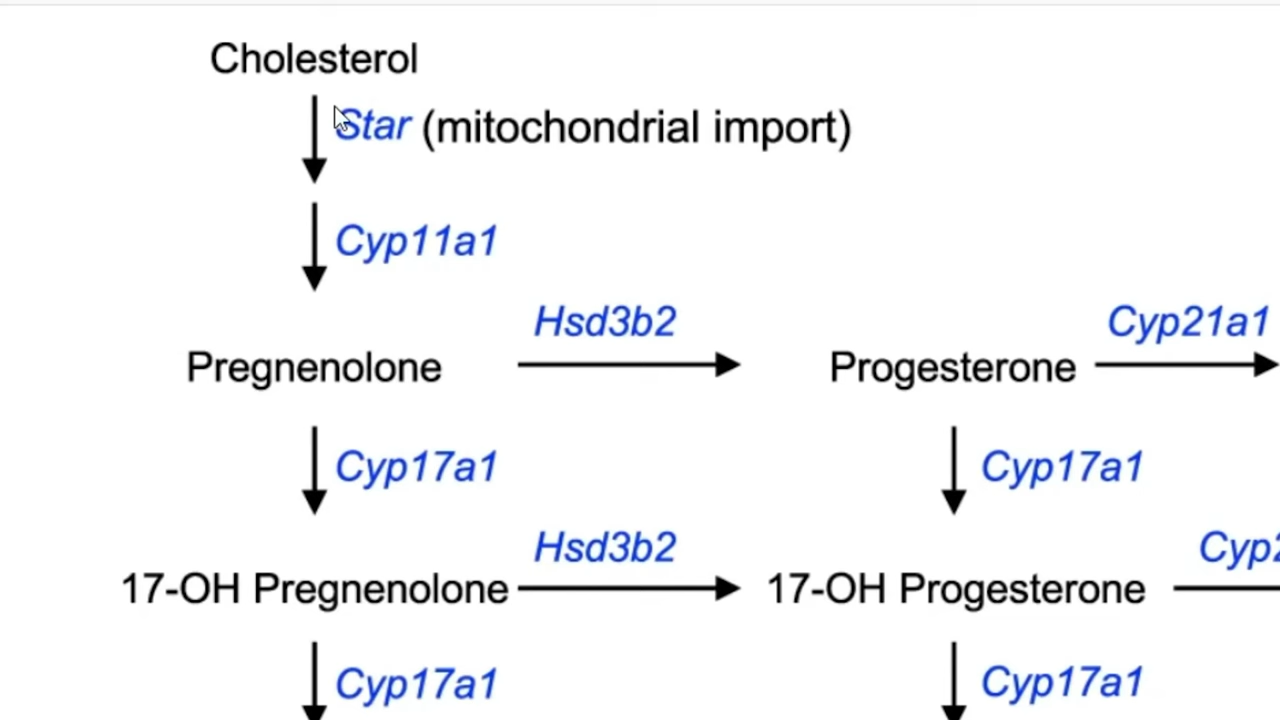 Cholesterol
Star (mitochondrial import)
Cyp11a1
Hsd3b2
Cyp21a1
Pregnenolone
Progesterone
Cyp17a1
Cyp17a1
Hsd3b2
Cyp2
17-OH Pregnenolone
17-OH Progesterone
Cyp17a1
Cyp17a1